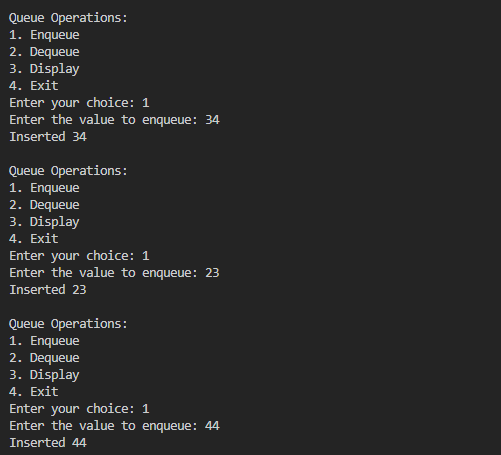 Queue Operations:
1. Enqueue
2. Dequeue
3. Display
4. Exit
Enter your choice: 1
Enter the value to enqueue: 34
Inserted 34

Queue Operations:
1. Enqueue
2. Dequeue
3. Display
4. Exit
Enter your choice: 1
Enter the value to enqueue: 23
Inserted 23

Queue Operations:
1. Enqueue
2. Dequeue
3. Display
4. Exit
Enter your choice: 1
Enter the value to enqueue: 44
Inserted 44